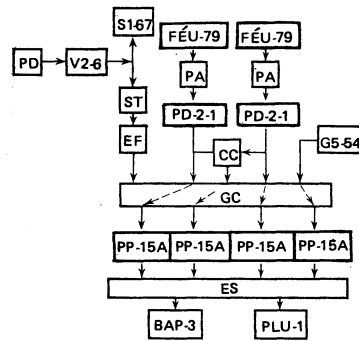 S1-67
FÉU-79 FÉU-79
PD V2-6 PA PA
ST PD-2-1 PD-2-1
EF CC G5-54
GC
PP-15A PP-15A PP-15A PP-15A
ES
BAP-3 PLU-1